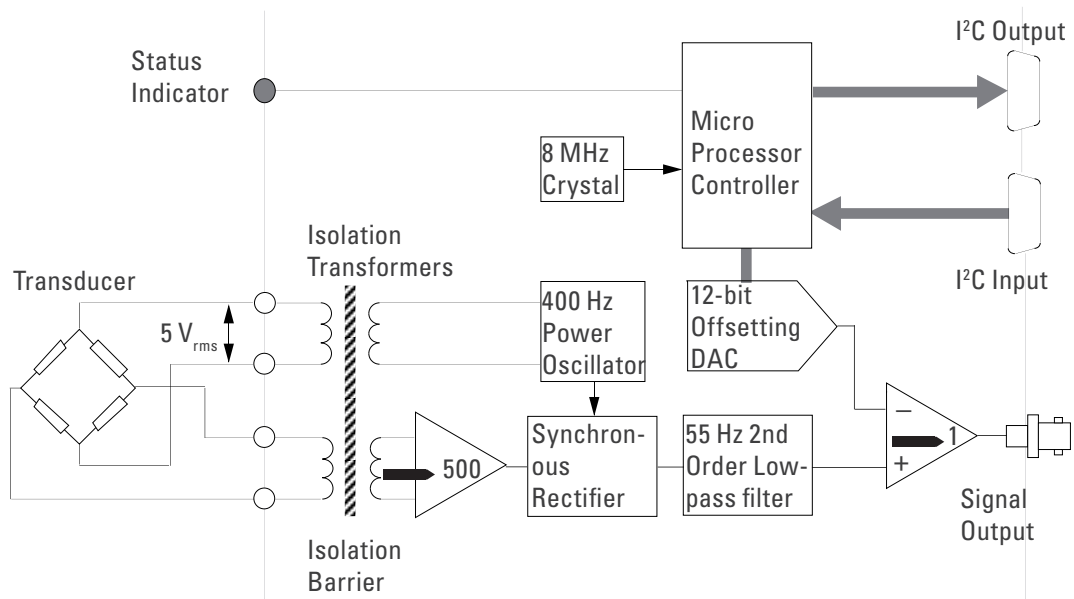 I²C Output
Status
Indicator
Micro
Processor
Controller
8 MHz
Crystal
Isolation
Transformers
I²C Input
Transducer
5 Vrms
400 Hz
Power
Oscillator
12-bit
Offsetting
DAC
500
Synchron-
ous
Rectifier
55 Hz 2nd
Order Low-
pass filter
−
1
+
Signal
Output
Isolation
Barrier